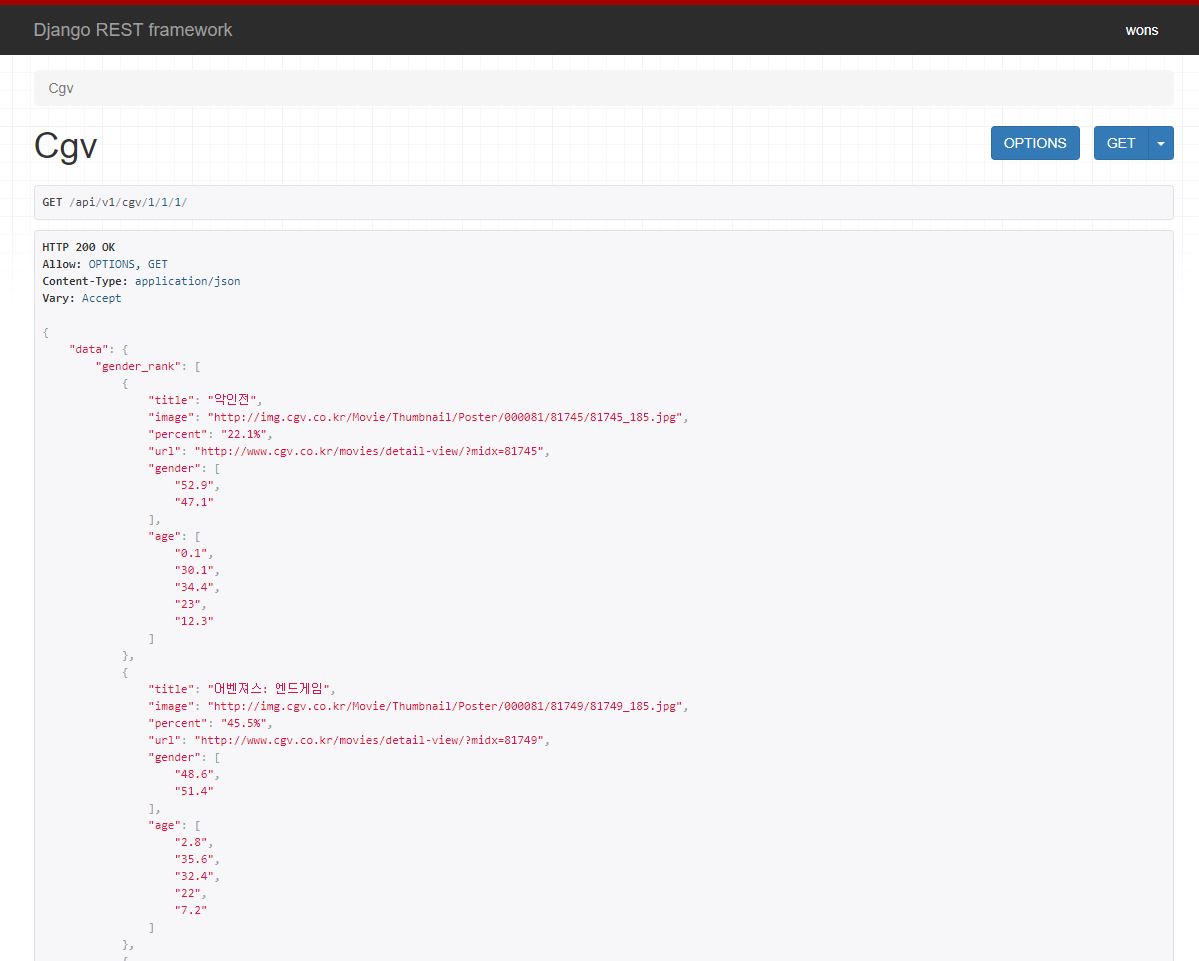 Django REST framework
wons
Cgv
Cgv
OPTIONS
GET
GET /api/v1/cgv/1/1/1/
HTTP 200 OK
Allow: OPTIONS, GET
Content-Type: application/json
Vary: Accept
{
"data": {
"gender_rank": [
{
"title": "악인전",
"image": "http://img.cgv.co.kr/Movie/Thumbnail/Poster/000081/81745/81745_185.jpg",
"percent": "22.1%",
"url": "http://www.cgv.co.kr/movies/detail-view/?midx=81745",
"gender": [
"52.9",
"47.1"
],
"age": [
"0.1",
"30.1",
"34.4",
"23",
"12.3"
]
},
{
"title": "어벤져스: 엔드게임",
"image": "http://img.cgv.co.kr/Movie/Thumbnail/Poster/000081/81749/81749_185.jpg",
"percent": "45.5%",
"url": "http://www.cgv.co.kr/movies/detail-view/?midx=81749",
"gender": [
"48.6",
"51.4"
],
"age": [
"2.8",
"35.6",
"32.4",
"22",
"7.2"
]
},
{